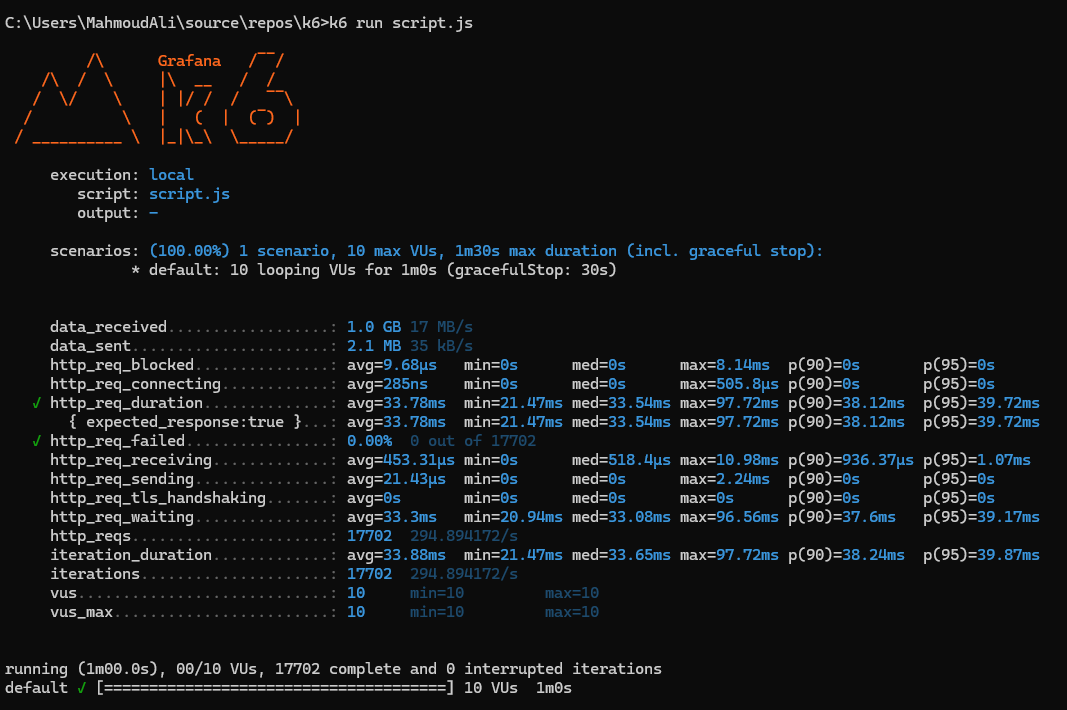 C:\Users\MahmoudAli\source\repos\k6>k6 run script.js
         /\      Grafana   /‾‾/
    /\  /  \     |\  __   /  /
   /  \/    \    | |/ /  /   ‾‾\
  /          \   |   (  |  (‾)  |
 / __________ \  |_|\_\  \_____/
     execution: local
        script: script.js
        output: -
     scenarios: (100.00%) 1 scenario, 10 max VUs, 1m30s max duration (incl. graceful stop):
              * default: 10 looping VUs for 1m0s (gracefulStop: 30s)
     data_received..................: 1.0 GB 17 MB/s
     data_sent......................: 2.1 MB 35 kB/s
     http_req_blocked...............: avg=9.68µs   min=0s      med=0s      max=8.14ms  p(90)=0s       p(95)=0s
     http_req_connecting............: avg=285ns    min=0s      med=0s      max=505.8µs p(90)=0s       p(95)=0s
   ✓ http_req_duration..............: avg=33.78ms  min=21.47ms med=33.54ms max=97.72ms p(90)=38.12ms  p(95)=39.72ms
       { expected_response:true }...: avg=33.78ms  min=21.47ms med=33.54ms max=97.72ms p(90)=38.12ms  p(95)=39.72ms
   ✓ http_req_failed................: 0.00%  0 out of 17702
     http_req_receiving.............: avg=453.31µs min=0s      med=518.4µs max=10.98ms p(90)=936.37µs p(95)=1.07ms
     http_req_sending...............: avg=21.43µs  min=0s      med=0s      max=2.24ms  p(90)=0s       p(95)=0s
     http_req_tls_handshaking.......: avg=0s       min=0s      med=0s      max=0s      p(90)=0s       p(95)=0s
     http_req_waiting...............: avg=33.3ms   min=20.94ms med=33.08ms max=96.56ms p(90)=37.6ms   p(95)=39.17ms
     http_reqs......................: 17702  294.894172/s
     iteration_duration.............: avg=33.88ms  min=21.47ms med=33.65ms max=97.72ms p(90)=38.24ms  p(95)=39.87ms
     iterations.....................: 17702  294.894172/s
     vus............................: 10     min=10         max=10
     vus_max........................: 10     min=10         max=10
running (1m00.0s), 00/10 VUs, 17702 complete and 0 interrupted iterations
default ✓ [======================================] 10 VUs  1m0s